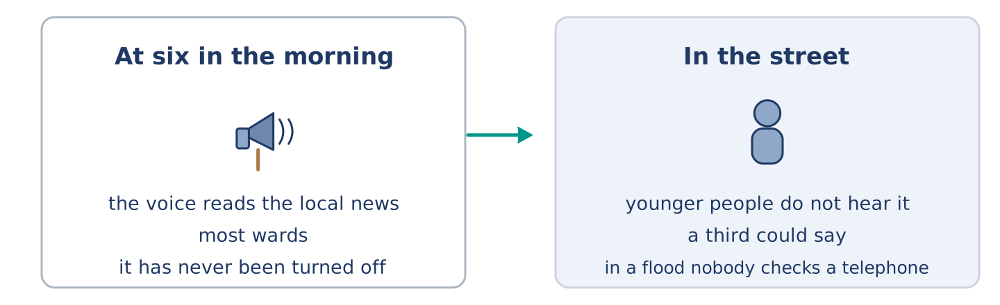 At six in the morning
the voice reads the local news
most wards
it has never been turned off
In the street
younger people do not hear it
a third could say
in a flood nobody checks a telephone